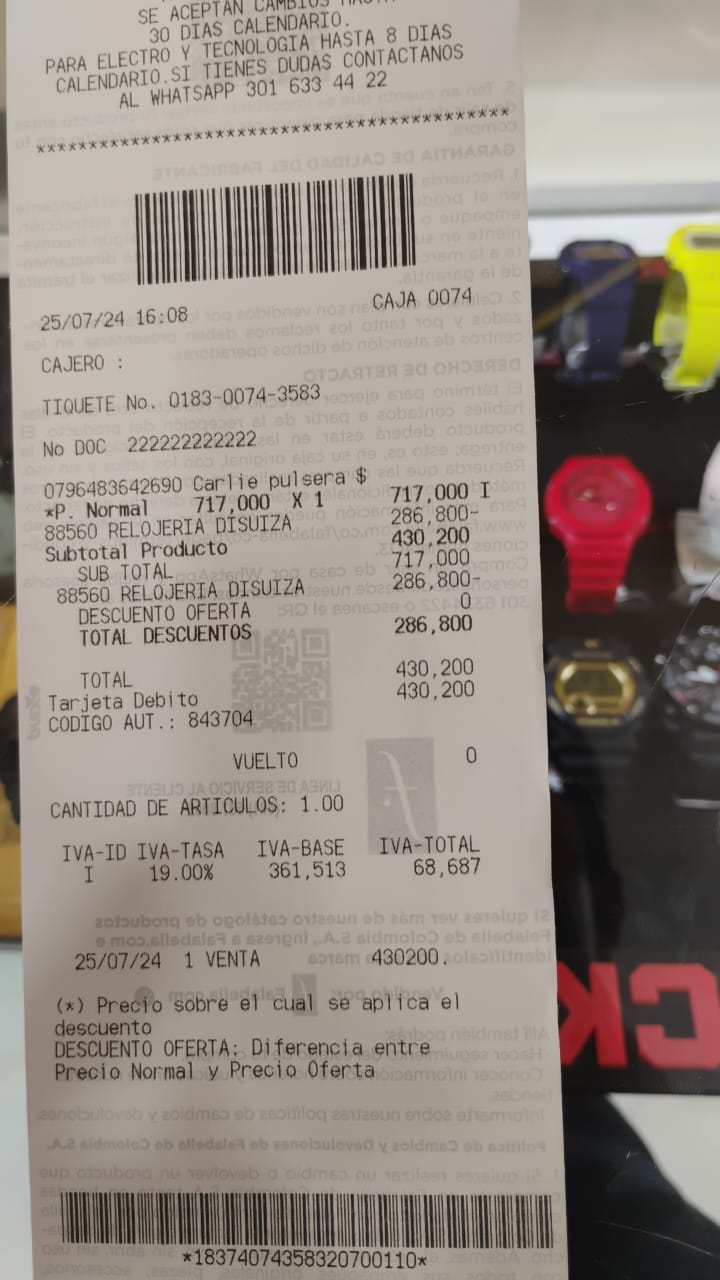 SE ACEPTAN CAMBIOS HASTA
30 DIAS CALENDARIO.
PARA ELECTRO Y TECNOLOGIA HASTA 8 DIAS
CALENDARIO.SI TIENES DUDAS CONTACTANOS
AL WHATSAPP 301 633 44 22
25/07/24 16:08 CAJA 0074
CAJERO :
TIQUETE No. 0183-0074-3583
No DOC 222222222222
0796483642690 Carlie pulsera $
*P. Normal 717,000 X 1 717,000 I
88560 RELOJERIA DISUIZA 286,800-
Subtotal Producto 430,200
SUB TOTAL 717,000
88560 RELOJERIA DISUIZA 286,800-
DESCUENTO OFERTA 0
TOTAL DESCUENTOS 286,800
TOTAL 430,200
Tarjeta Debito 430,200
CODIGO AUT.: 843704
VUELTO 0
CANTIDAD DE ARTICULOS: 1.00
IVA-ID IVA-TASA IVA-BASE IVA-TOTAL
I 19.00% 361,513 68,687
25/07/24 1 VENTA 430200.
(*) Precio sobre el cual se aplica el
descuento
DESCUENTO OFERTA: Diferencia entre
Precio Normal y Precio Oferta
*18374074358320700110*
CK